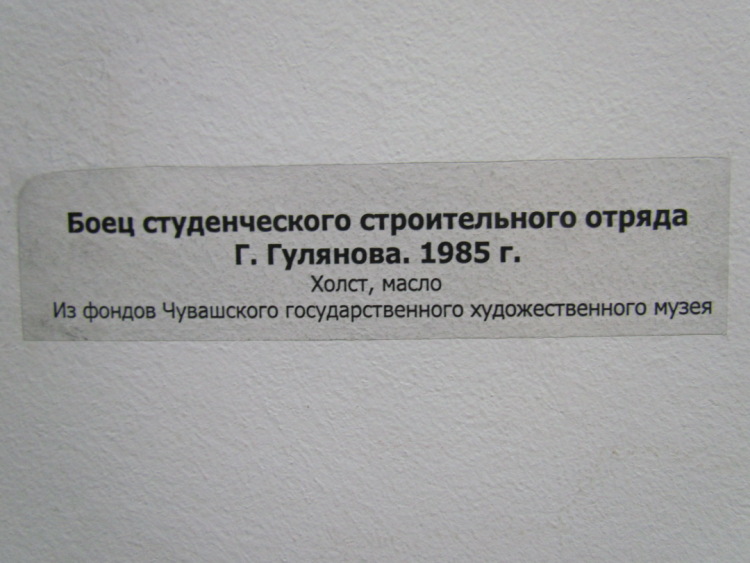 Боец студенческого строительного отряда
Г. Гулянова. 1985 г.
Холст, масло
Из фондов Чувашского государственного художественного музея